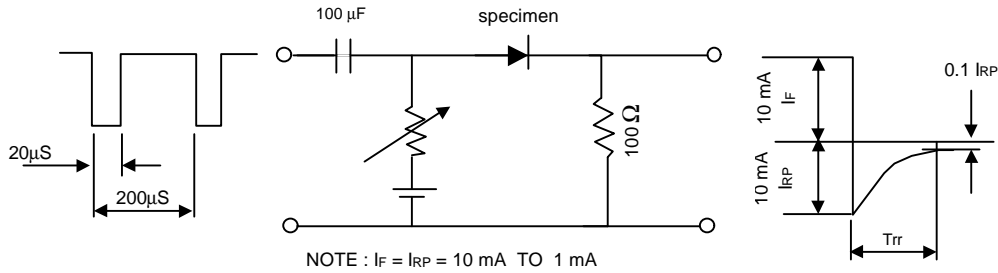 100 µF
specimen
20µS
200µS
100 Ω
10 mA
IF
10 mA
IRP
0.1 IRP
Trr
NOTE : IF = IRP = 10 mA TO 1 mA